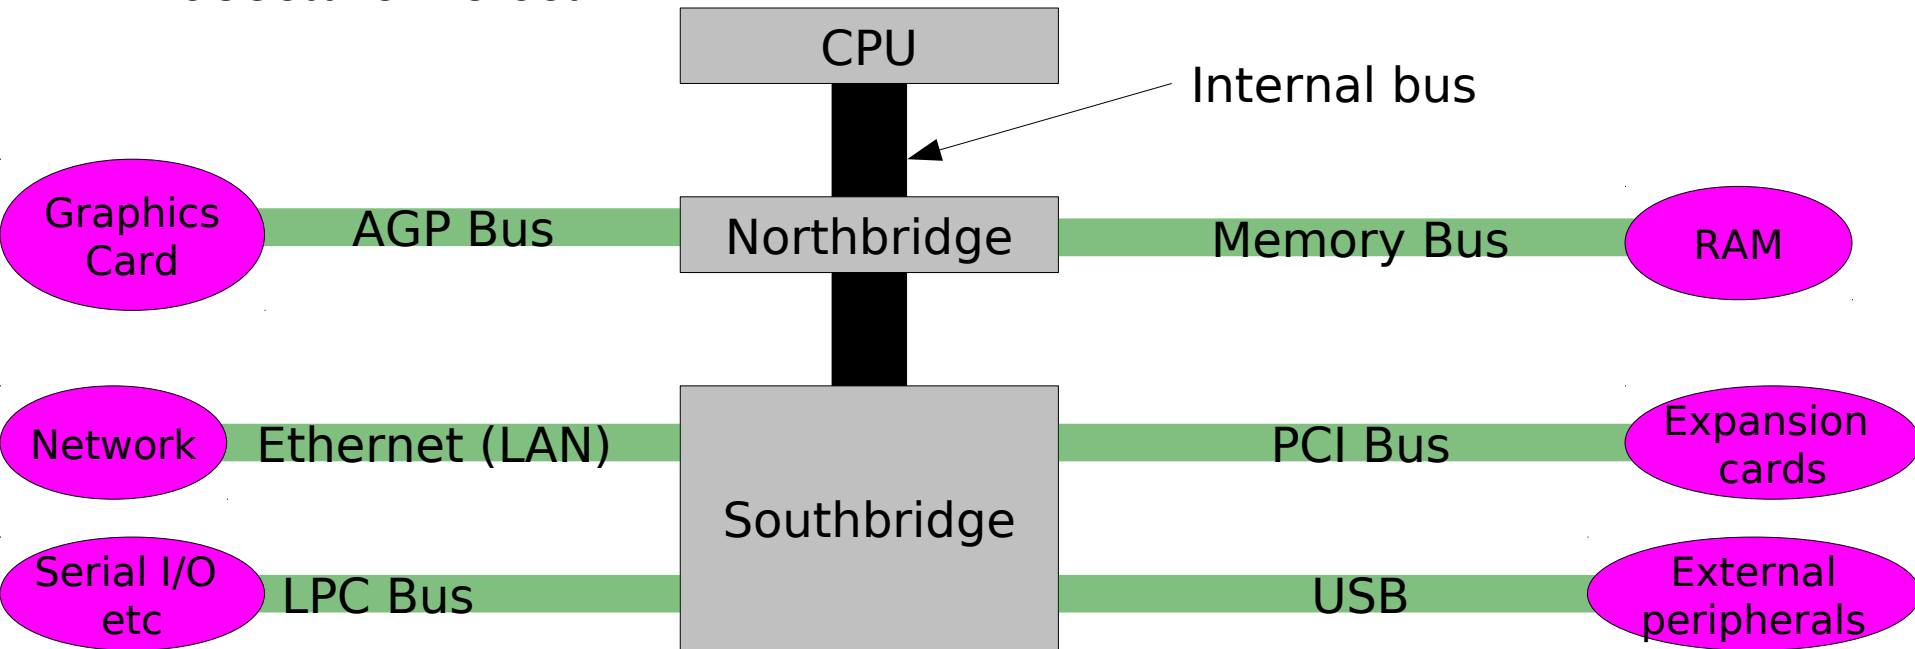 CPU
Internal bus
Graphics
Card
AGP Bus
Northbridge
Memory Bus
RAM
Network
Ethernet (LAN)
PCI Bus
Expansion
cards
Southbridge
Serial I/O
etc
LPC Bus
USB
External
peripherals